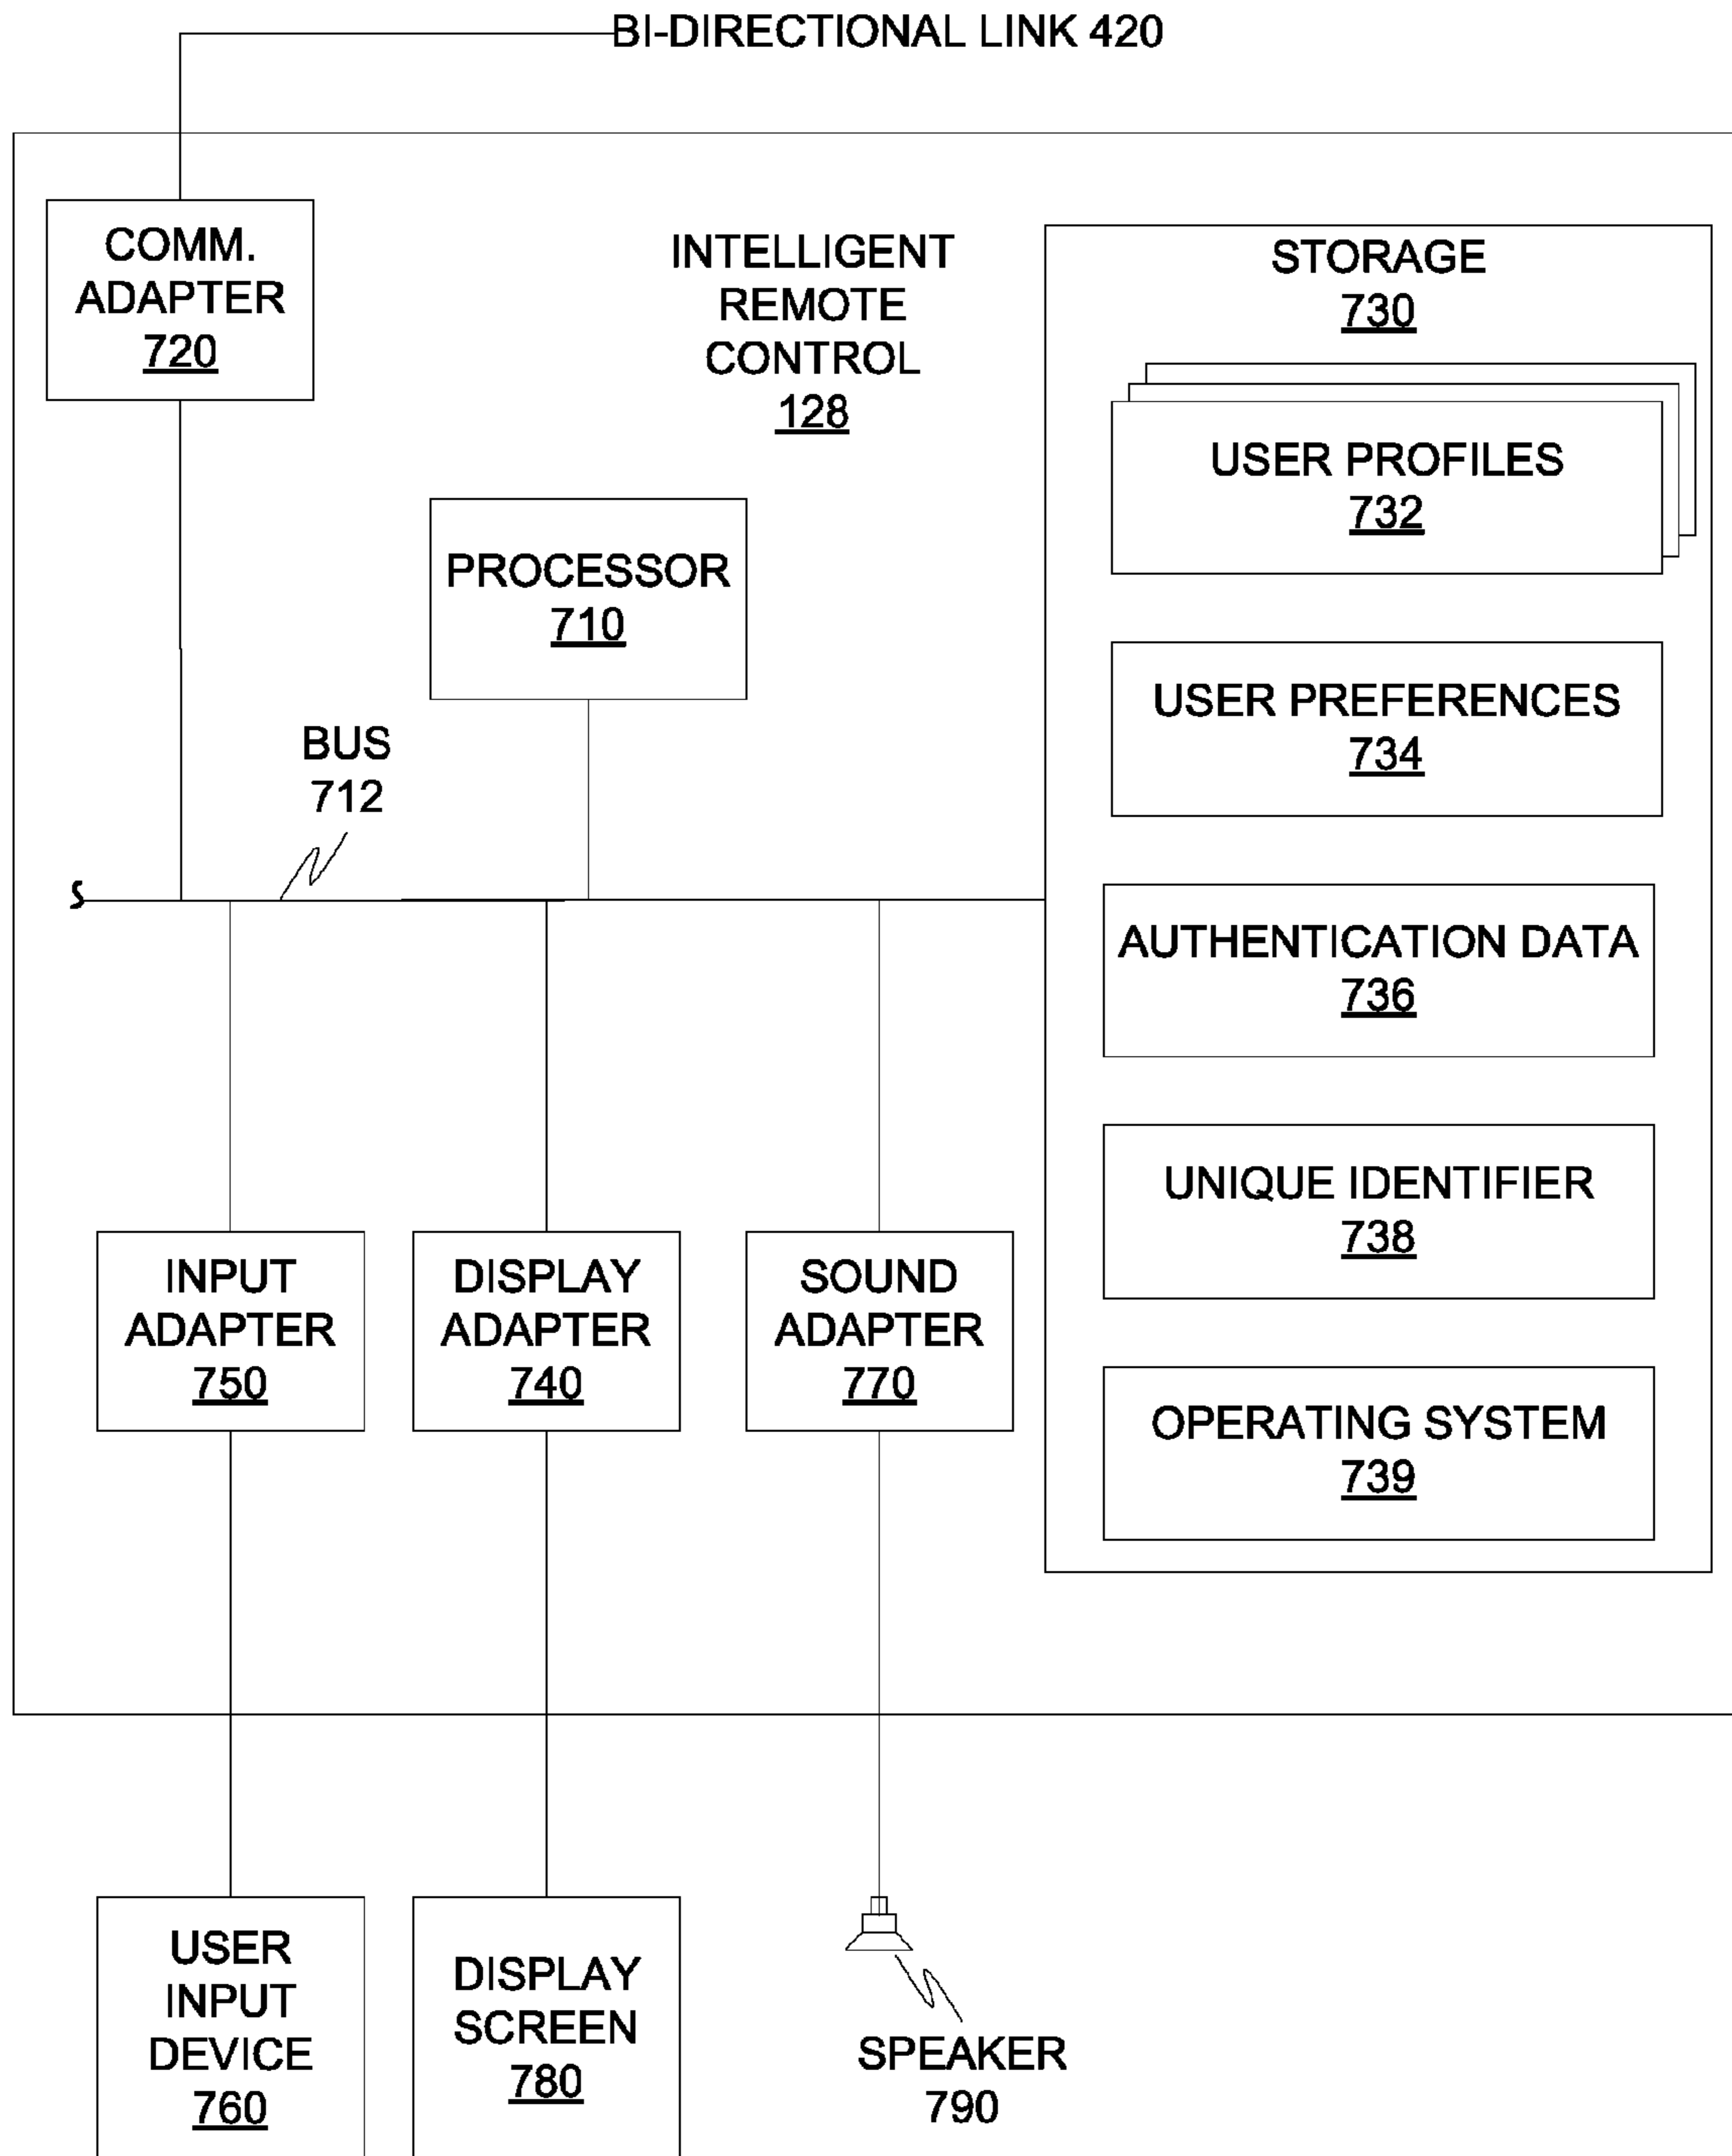 BI-DIRECTIONAL LINK 420
COMM.
ADAPTER
720
INTELLIGENT
REMOTE
CONTROL
128
STORAGE
730
USER PROFILES
732
PROCESSOR
710
USER PREFERENCES
734
BUS
712
AUTHENTICATION DATA
736
UNIQUE IDENTIFIER
738
INPUT
ADAPTER
750
DISPLAY
ADAPTER
740
SOUND
ADAPTER
770
OPERATING SYSTEM
739
USER
INPUT
DEVICE
760
DISPLAY
SCREEN
780
SPEAKER
790